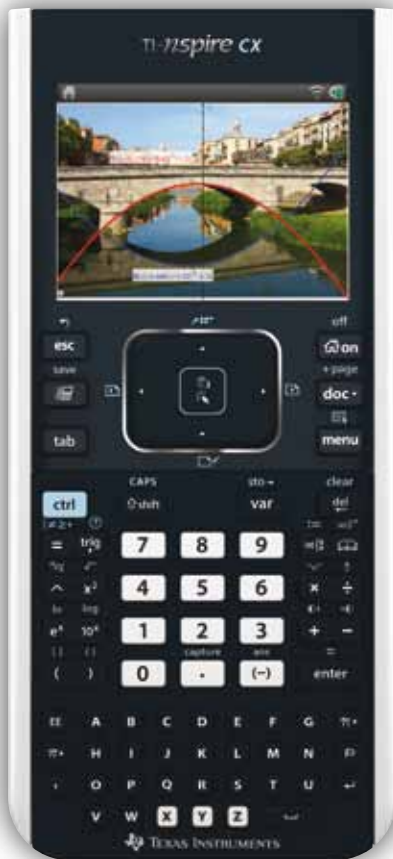 TI-nspire cx
off
esc
on
save
+page
doc
tab
menu
CAPS
sto→
clear
ctrl
⇧shift
var
del
= trig 7 8 9
^ x² 4 5 6 × ÷
ln log
eˣ 10ˣ 1 2 3 + −
capture ans
( ) 0 . (−) enter
EE A B C D E F G ?!
H I J K L M N
O P Q R S T U
V W X Y Z
TEXAS INSTRUMENTS